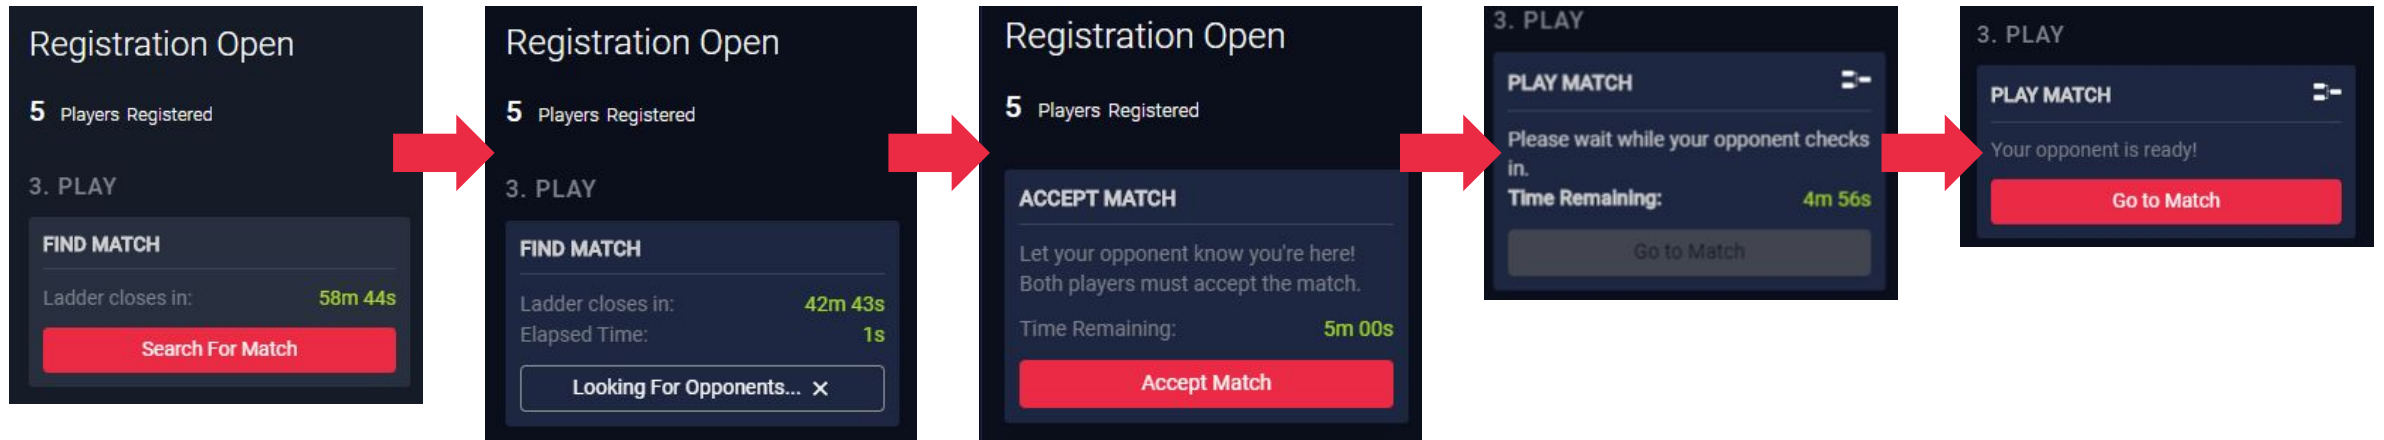 Registration Open
5 Players Registered
3. PLAY
FIND MATCH
Ladder closes in: 58m 44s
Search For Match
Registration Open
5 Players Registered
3. PLAY
FIND MATCH
Ladder closes in: 42m 43s
Elapsed Time: 1s
Looking For Opponents... ×
Registration Open
5 Players Registered
ACCEPT MATCH
Let your opponent know you're here!
Both players must accept the match.
Time Remaining: 5m 00s
Accept Match
3. PLAY
PLAY MATCH
Please wait while your opponent checks
in.
Time Remaining: 4m 56s
Go to Match
3. PLAY
PLAY MATCH
Your opponent is ready!
Go to Match